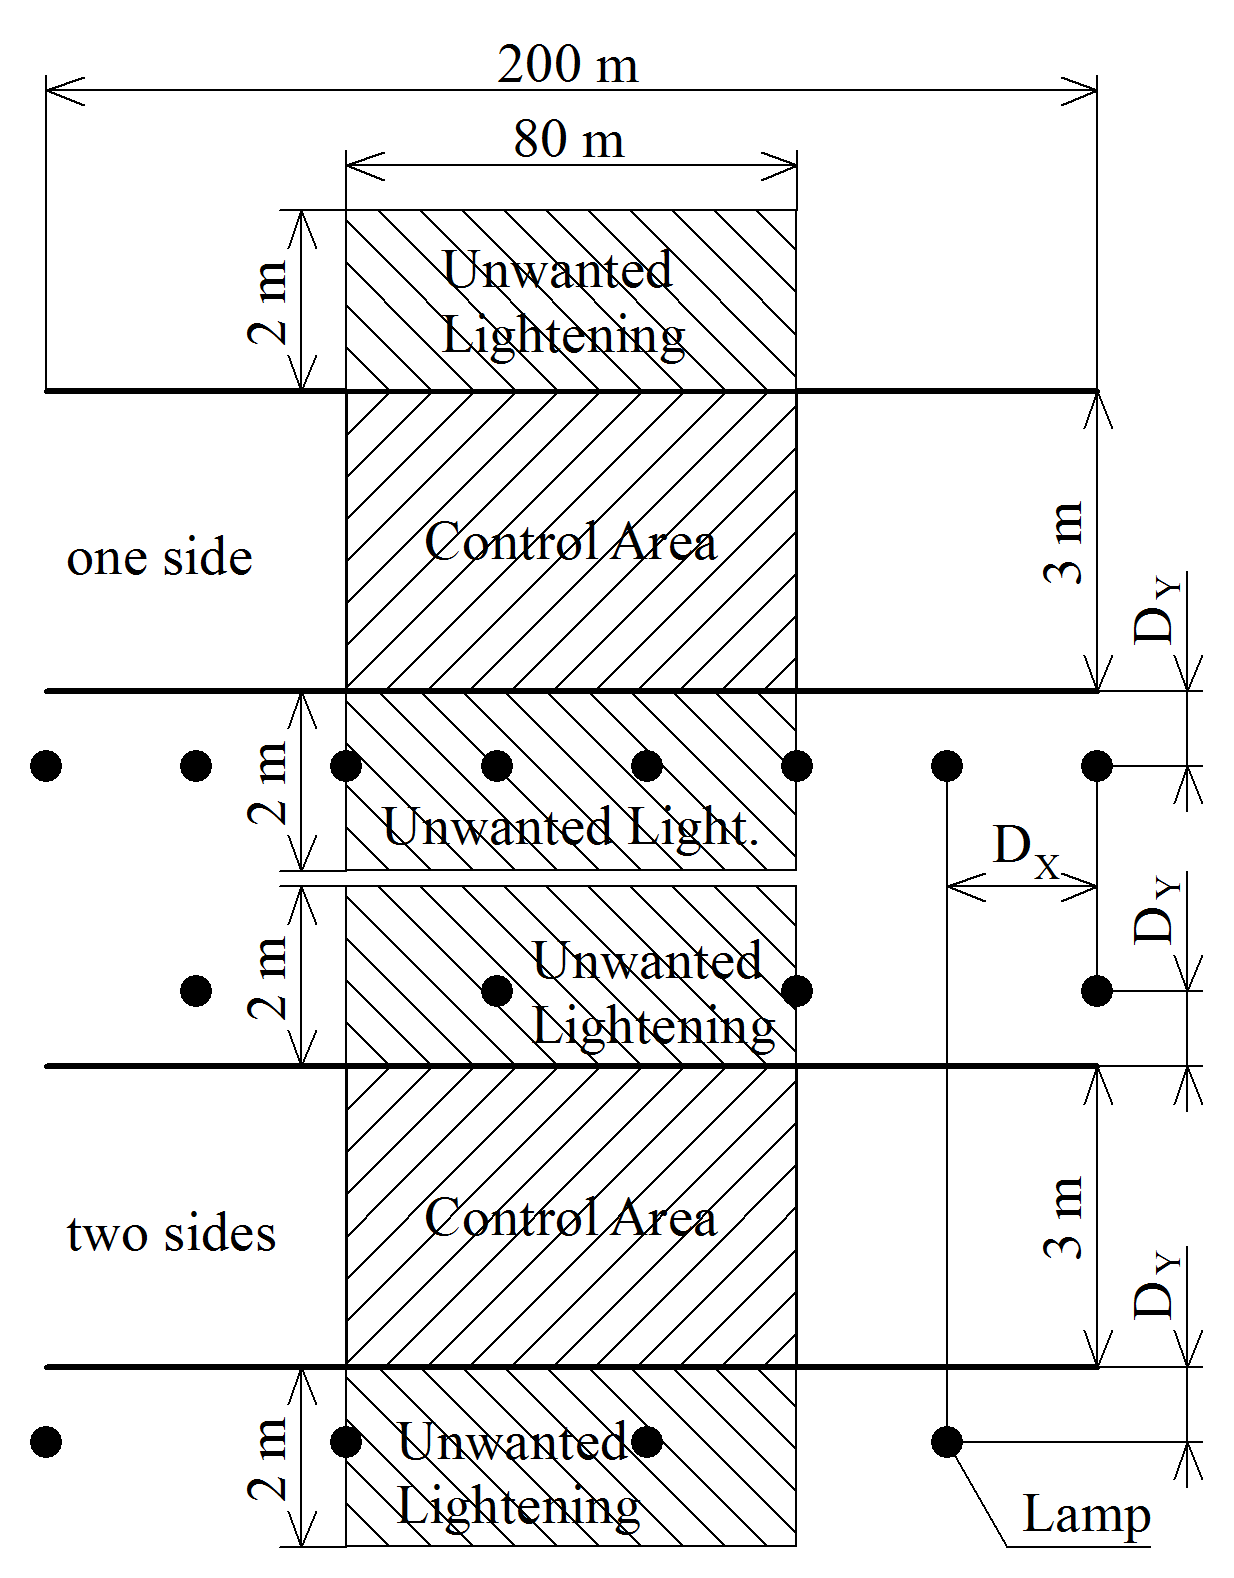 200 m
80 m
Unwanted
Lightening
2 m
one side
Control Area
3 m
D_Y
2 m
Unwanted Light.
D_X
D_Y
2 m
Unwanted
Lightening
two sides
Control Area
3 m
D_Y
2 m
Unwanted
Lightening
Lamp